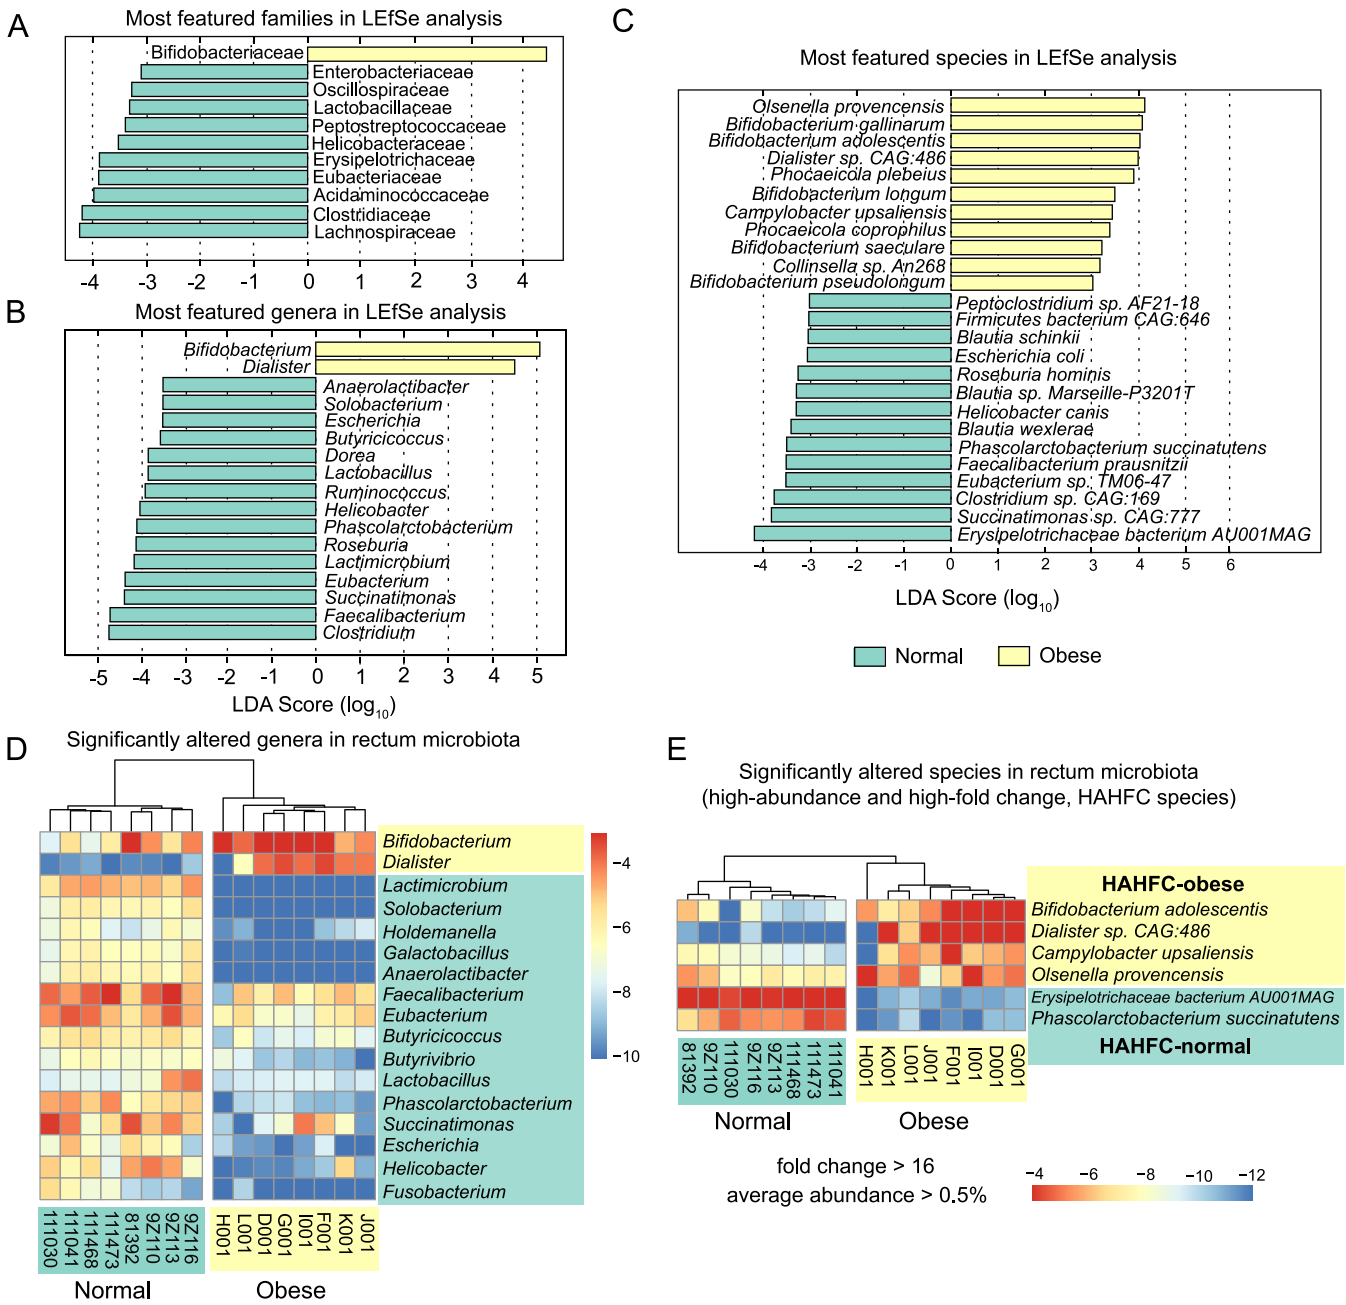 A
Most featured families in LEfSe analysis
Bifidobacteriaceae
Enterobacteriaceae
Oscillospiraceae
Lactobacillaceae
Peptostreptococcaceae
Helicobacteraceae
Erysipelotrichaceae
Eubacteriaceae
Acidaminococcaceae
Clostridiaceae
Lachnospiraceae
-4 -3 -2 -1 0 1 2 3 4
B
Most featured genera in LEfSe analysis
Bifidobacterium
Dialister
Anaerolactibacter
Solobacterium
Escherichia
Butyricicoccus
Dorea
Lactobacillus
Ruminococcus
Helicobacter
Phascolarctobacterium
Roseburia
Lactimicrobium
Eubacterium
Succinatimonas
Faecalibacterium
Clostridium
-5 -4 -3 -2 -1 0 1 2 3 4 5
LDA Score (log10)
C
Most featured species in LEfSe analysis
Olsenella provencensis
Bifidobacterium gallinarum
Bifidobacterium adolescentis
Dialister sp. CAG:486
Phocaeicola plebeius
Bifidobacterium longum
Campylobacter upsaliensis
Phocaeicola coprophilus
Bifidobacterium saeculare
Collinsella sp. An268
Bifidobacterium pseudolongum
Peptoclostridium sp. AF21-18
Firmicutes bacterium CAG:646
Blautia schinkii
Escherichia coli
Roseburia hominis
Blautia sp. Marseille-P3201T
Helicobacter canis
Blautia wexlerae
Phascolarctobacterium succinatutens
Faecalibacterium prausnitzii
Eubacterium sp. TM06-47
Clostridium sp. CAG:169
Succinatimonas sp. CAG:777
Erysipelotrichaceae bacterium AU001MAG
-4 -3 -2 -1 0 1 2 3 4 5 6
LDA Score (log10)
Normal Obese
D
Significantly altered genera in rectum microbiota
Bifidobacterium
Dialister
Lactimicrobium
Solobacterium
Holdemanella
Galactobacillus
Anaerolactibacter
Faecalibacterium
Eubacterium
Butyricicoccus
Butyrivibrio
Lactobacillus
Phascolarctobacterium
Succinatimonas
Escherichia
Helicobacter
Fusobacterium
−4
−6
−8
−10
111030 111041 111468 111473 81392 9Z110 9Z113 9Z116 H001 L001 D001 G001 I001 F001 K001 J001
Normal Obese
E
Significantly altered species in rectum microbiota
(high-abundance and high-fold change, HAHFC species)
HAHFC-obese
Bifidobacterium adolescentis
Dialister sp. CAG:486
Campylobacter upsaliensis
Olsenella provencensis
Erysipelotrichaceae bacterium AU001MAG
Phascolarctobacterium succinatutens
HAHFC-normal
81392 9Z110 111030 9Z116 9Z113 111468 111473 111041 H001 K001 L001 J001 F001 I001 D001 G001
Normal Obese
fold change > 16
average abundance > 0.5%
−4 −6 −8 −10 −12